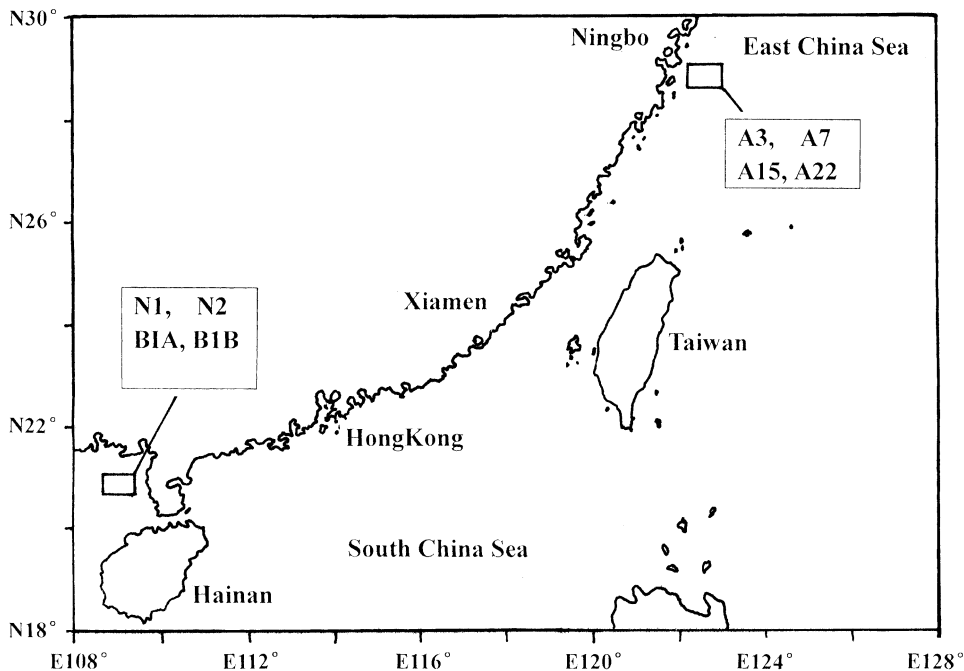 N30°
Ningbo
East China Sea
A3, A7
A15, A22
N26°
N1, N2
BIA, B1B
Xiamen
Taiwan
N22°
HongKong
South China Sea
Hainan
N18°
E108° E112° E116° E120° E124° E128°